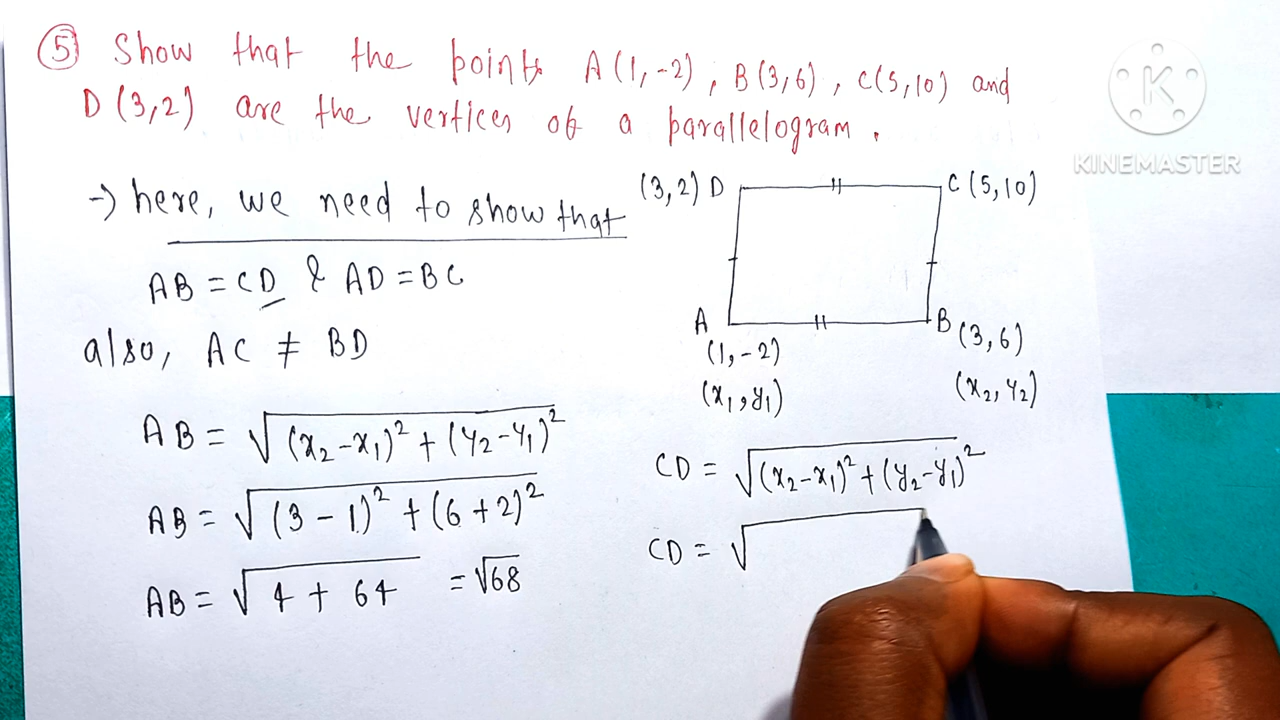 ⑤ Show that the points A(1,-2), B(3,6), C(5,10) and
D(3,2) are the vertices of a parallelogram.
→ here, we need to show that
AB = CD & AD = BC
also, AC ≠ BD
AB = √(x₂-x₁)² + (y₂-y₁)²
AB = √(3-1)² + (6+2)²
AB = √4 + 64 = √68
K
KINEMASTER
(3,2) D
C (5,10)
A
B (3,6)
(1,-2)
(x₁,y₁)
(x₂,y₂)
CD = √(x₂-x₁)² + (y₂-y₁)²
CD = √